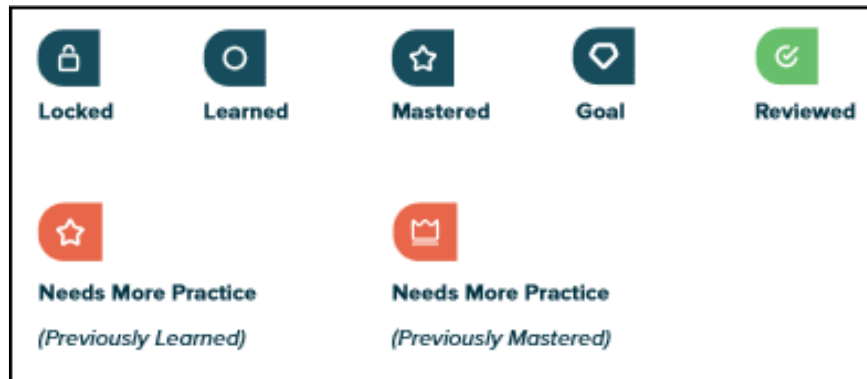 Locked Learned Mastered Goal Reviewed
Needs More Practice Needs More Practice
(Previously Learned) (Previously Mastered)